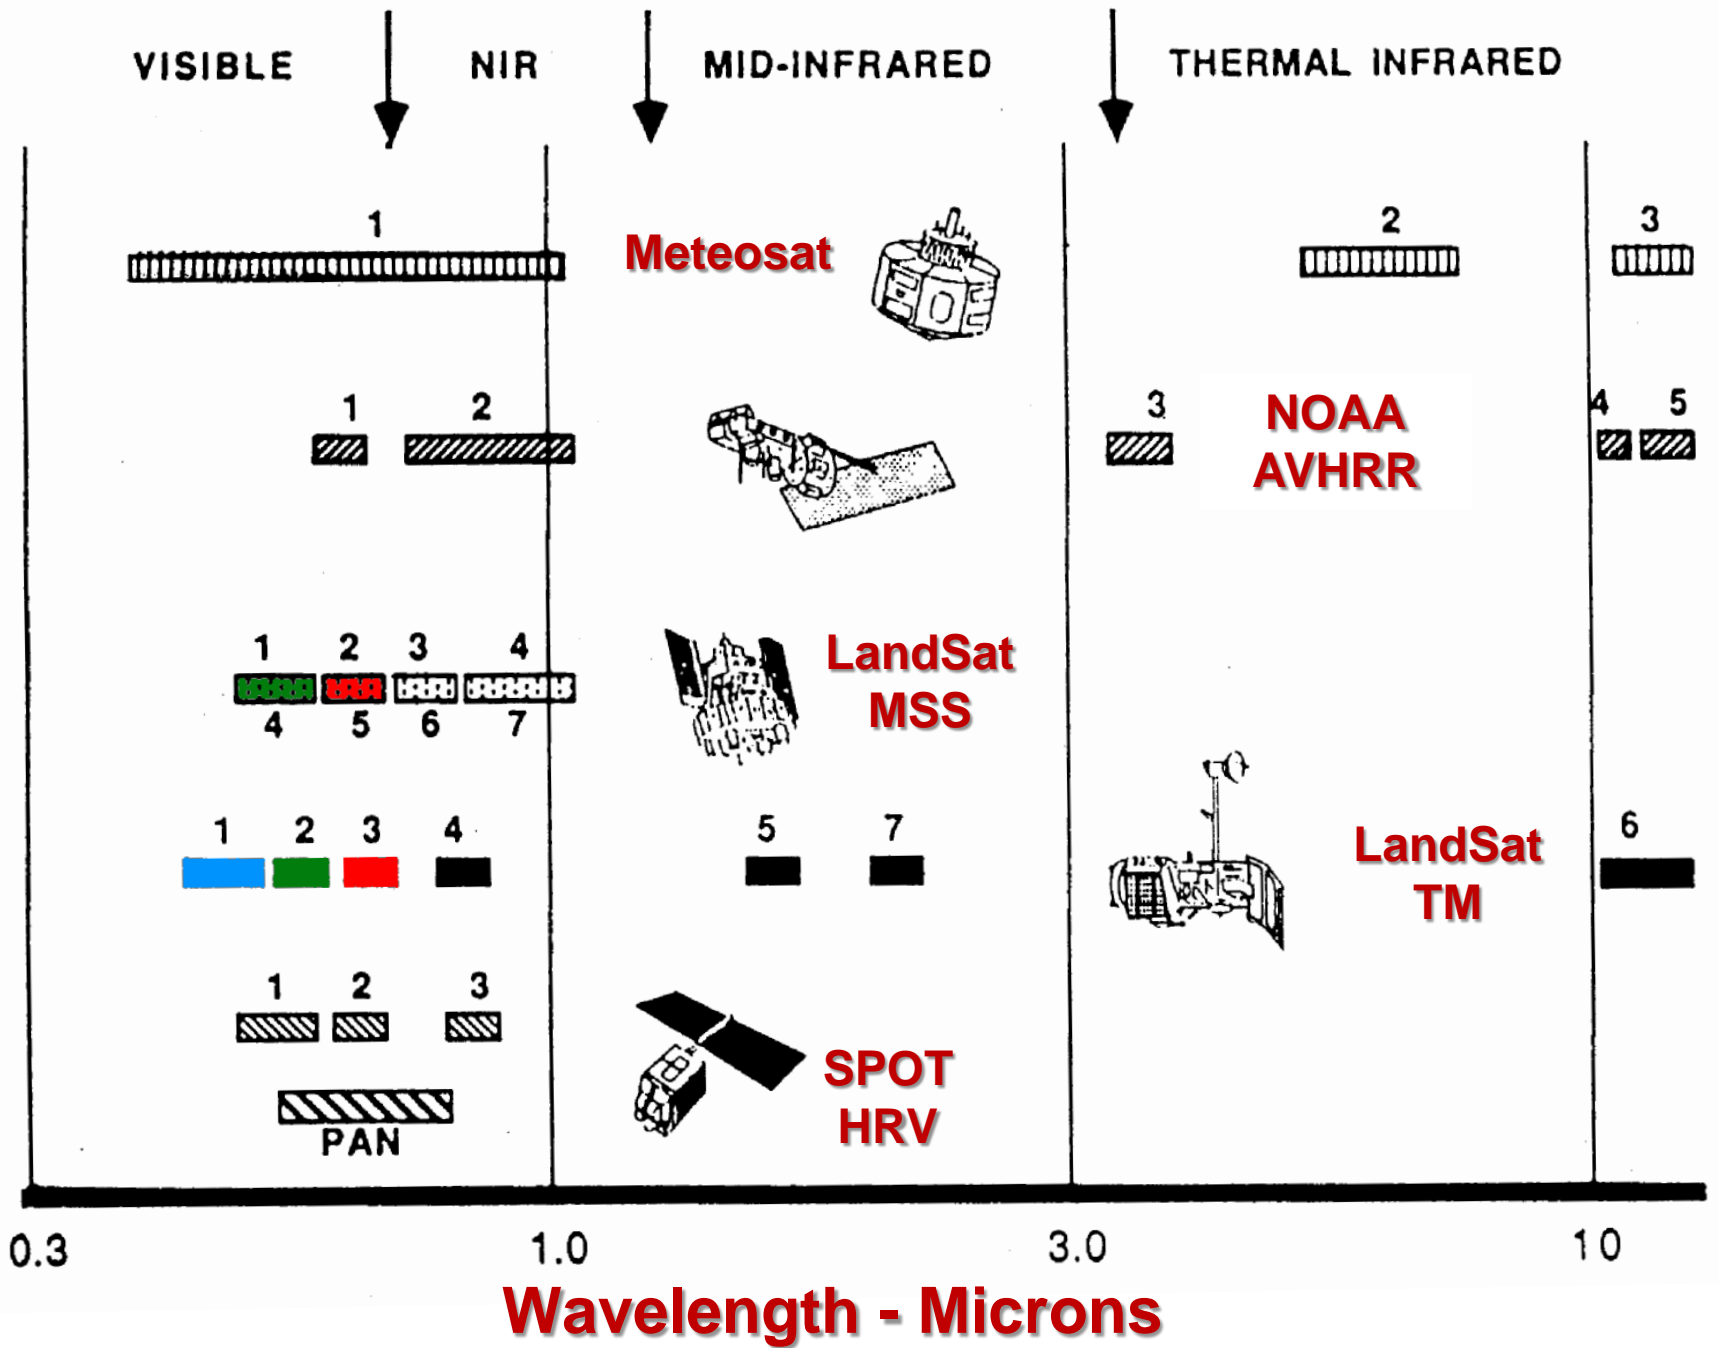 VISIBLE NIR MID-INFRARED THERMAL INFRARED
1 2 3
Meteosat
1 2 3 4 5
NOAA
AVHRR
1 2 3 4
LandSat
MSS
4 5 6 7
1 2 3 4 5 7 6
LandSat
TM
1 2 3
SPOT
HRV
PAN
0.3 1.0 3.0 10
Wavelength - Microns